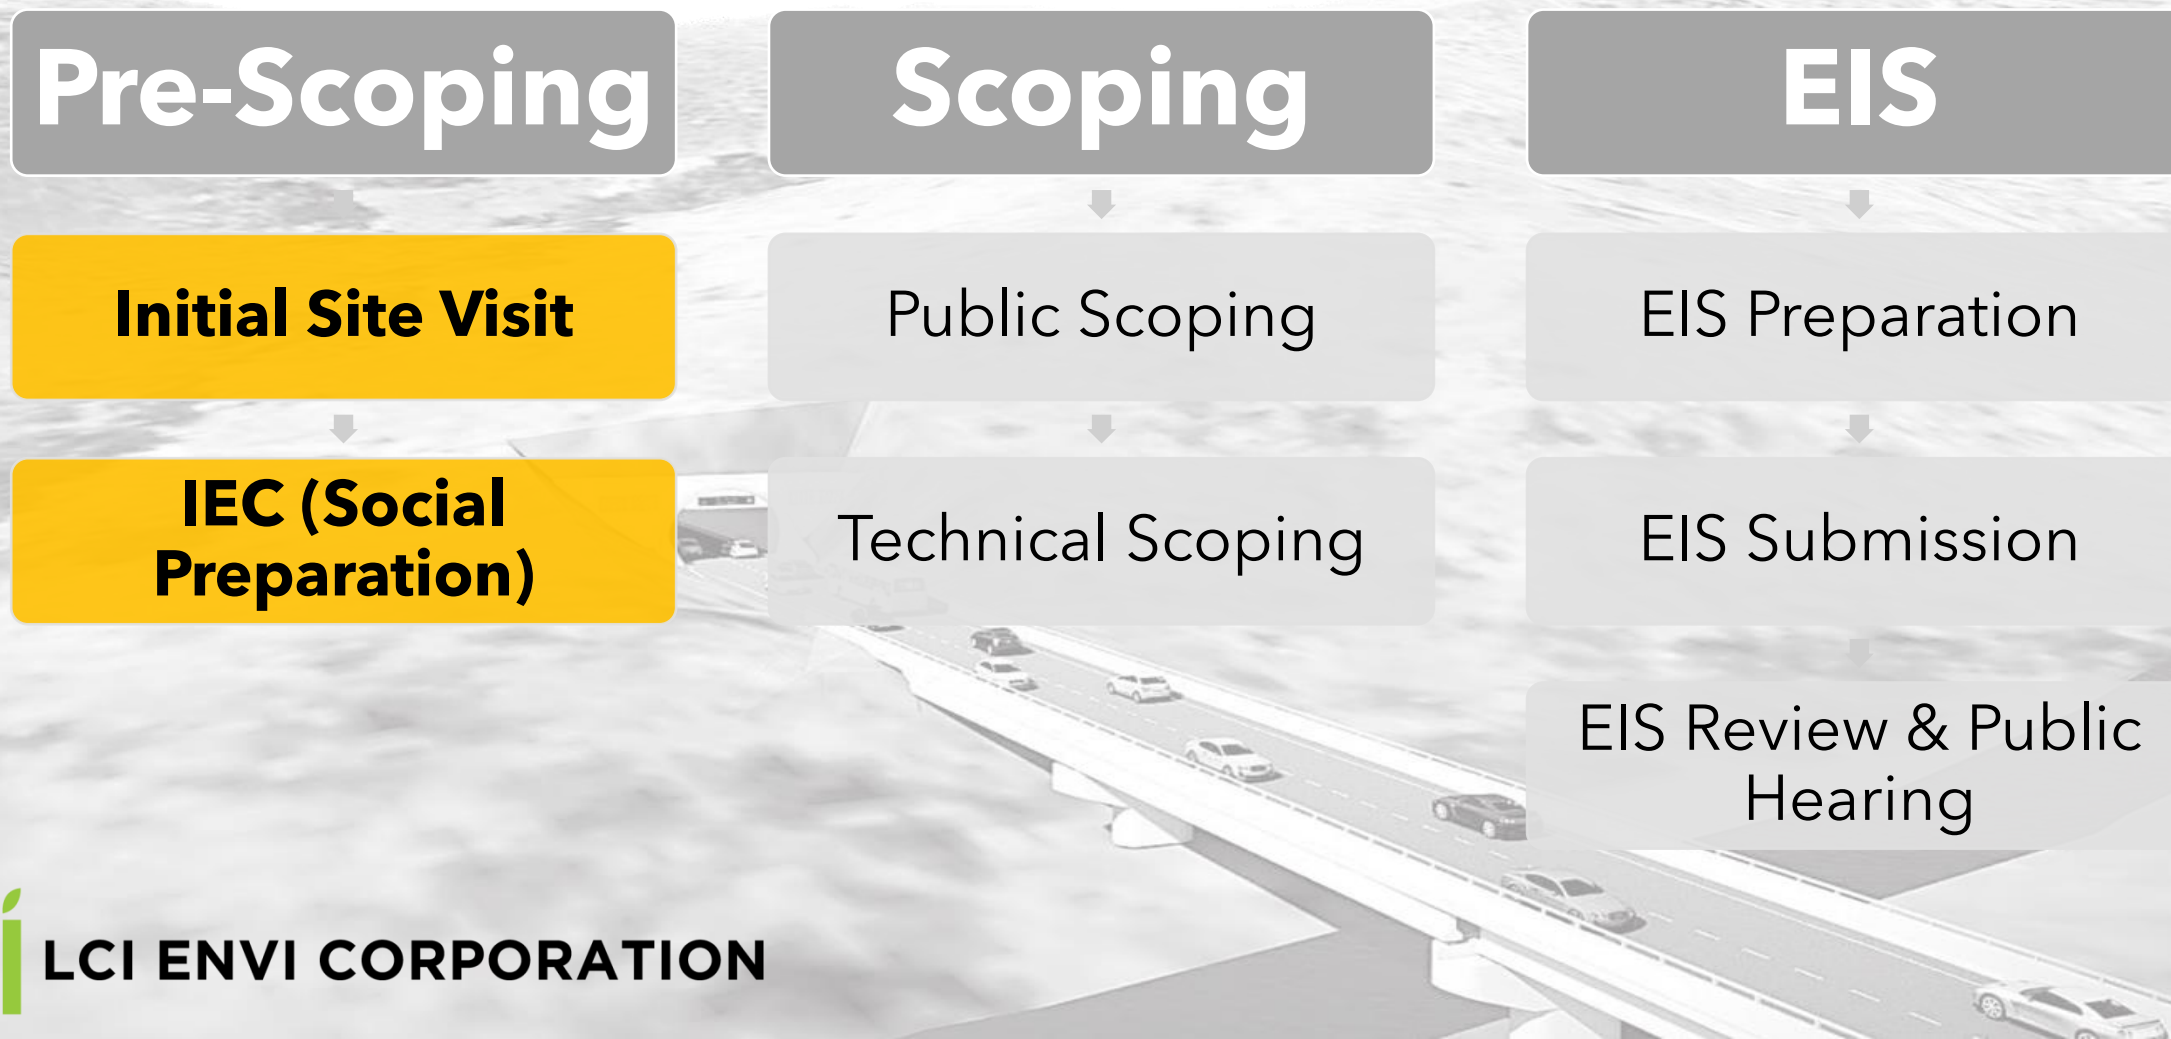 Pre-Scoping
Initial Site Visit
IEC (Social
Preparation)
Scoping
Public Scoping
Technical Scoping
EIS
EIS Preparation
EIS Submission
EIS Review & Public
Hearing
LCI ENVI CORPORATION